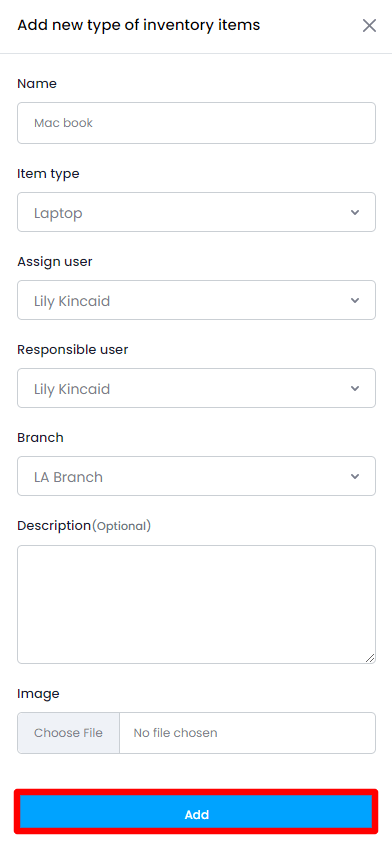 Add new type of inventory items
Name
Mac book
Item type
Laptop
Assign user
Lily Kincaid
Responsible user
Lily Kincaid
Branch
LA Branch
Description(Optional)
Image
Choose File No file chosen
Add